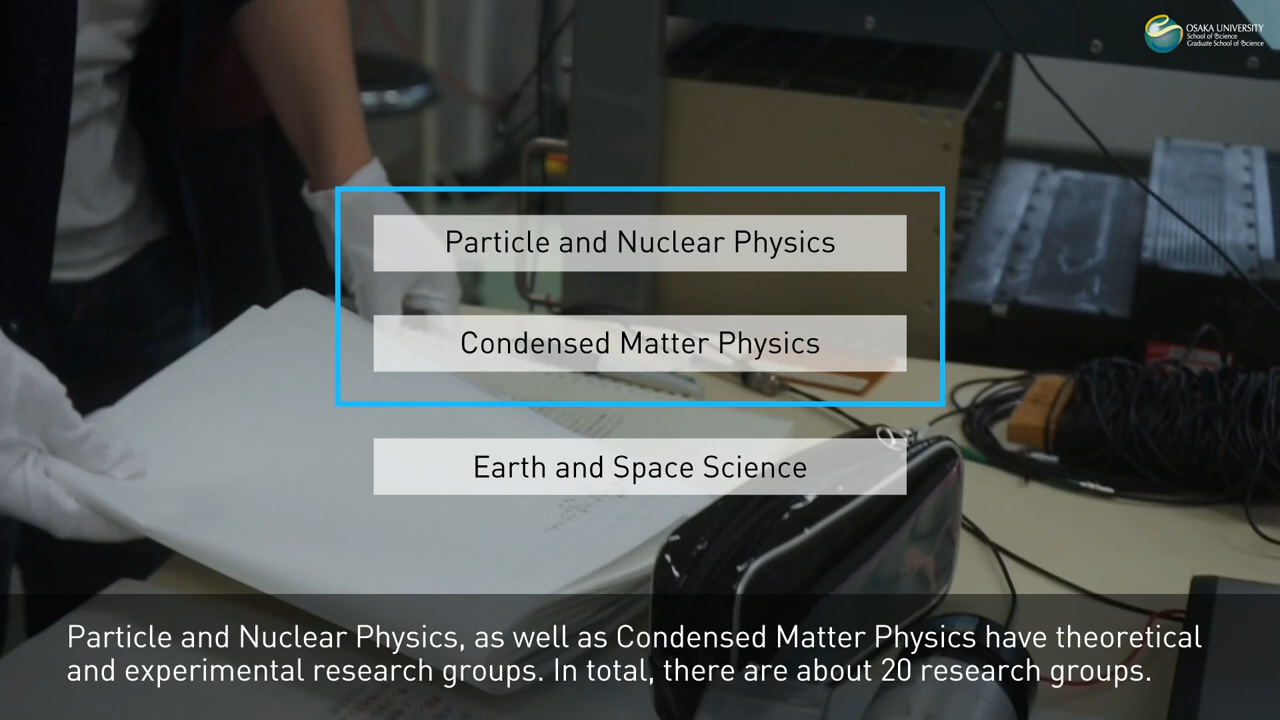 OSAKA UNIVERSITY
School of Science
Graduate School of Science
Particle and Nuclear Physics
Condensed Matter Physics
Earth and Space Science
Particle and Nuclear Physics, as well as Condensed Matter Physics have theoretical
and experimental research groups. In total, there are about 20 research groups.